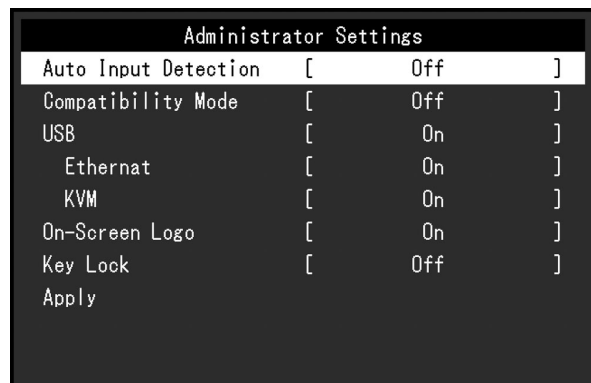 Administrator Settings
Auto Input Detection [ Off ]
Compatibility Mode [ Off ]
USB [ On ]
Ethernat [ On ]
KVM [ On ]
On-Screen Logo [ On ]
Key Lock [ Off ]
Apply